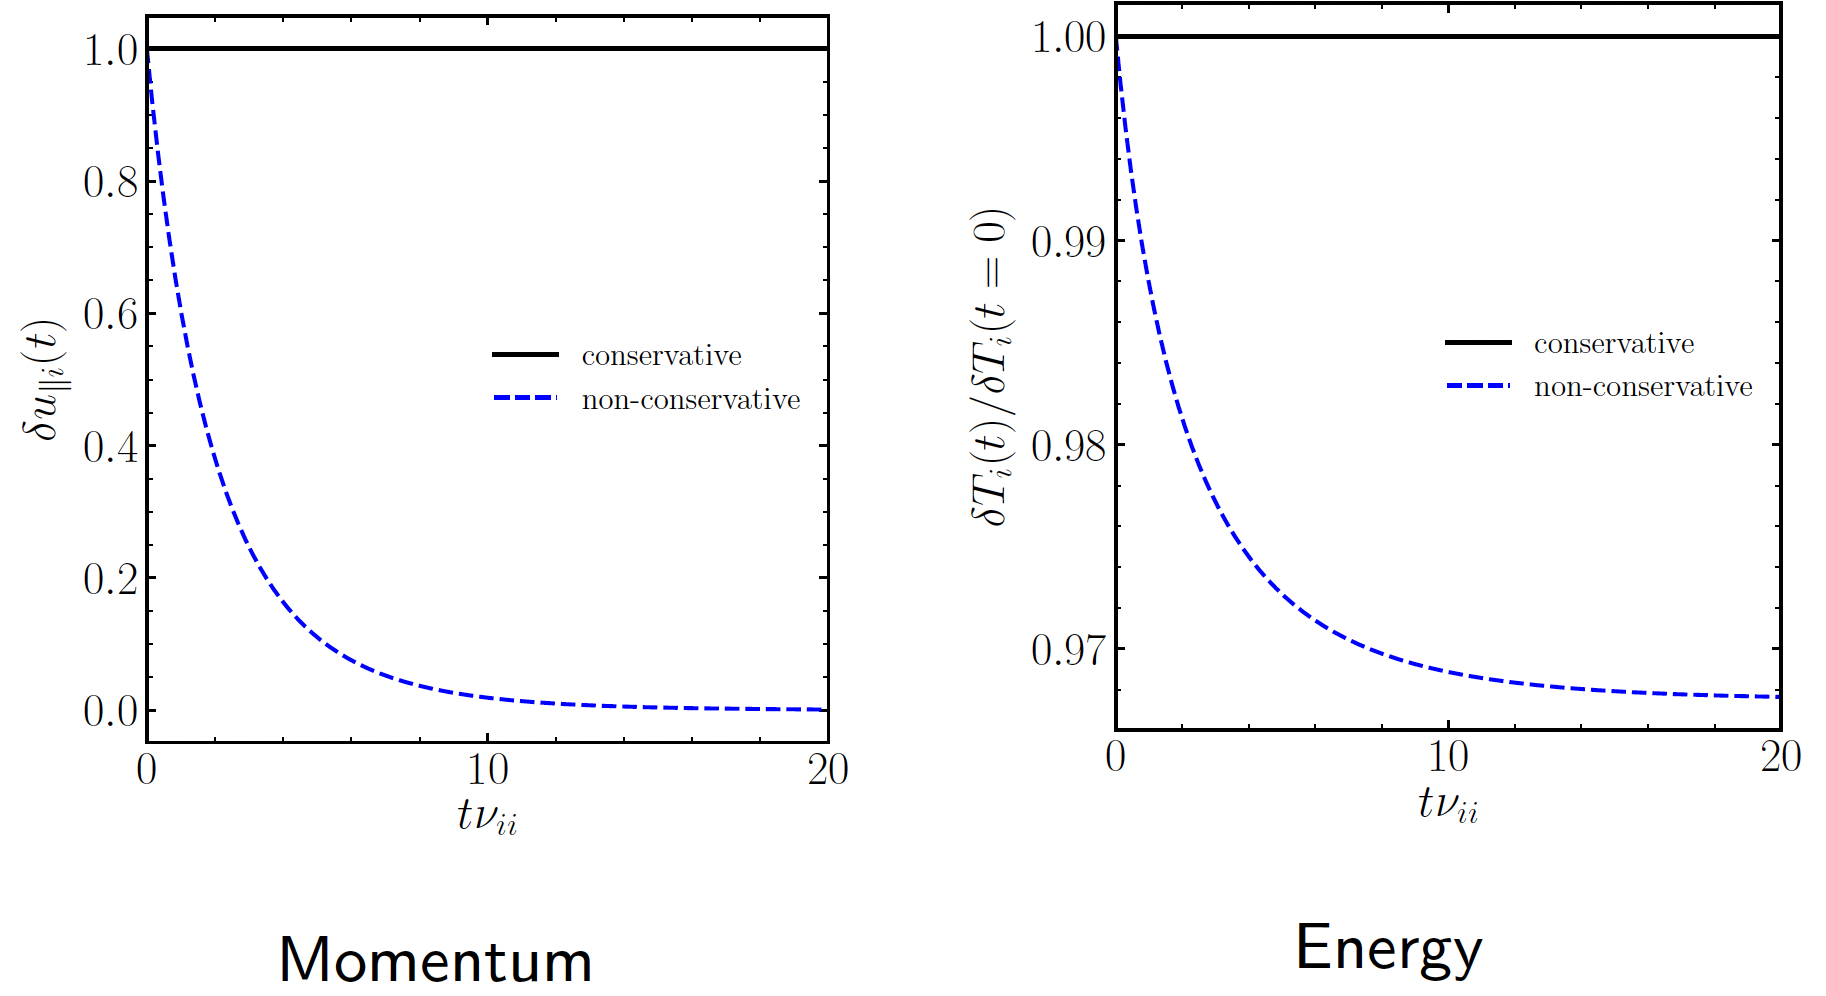 1.0
0.8
0.6
0.4
0.2
0.0
δu∥i(t)
conservative
non-conservative
0 10 20
tνii
Momentum
1.00
0.99
0.98
0.97
δTi(t)/δTi(t = 0)
conservative
non-conservative
0 10 20
tνii
Energy